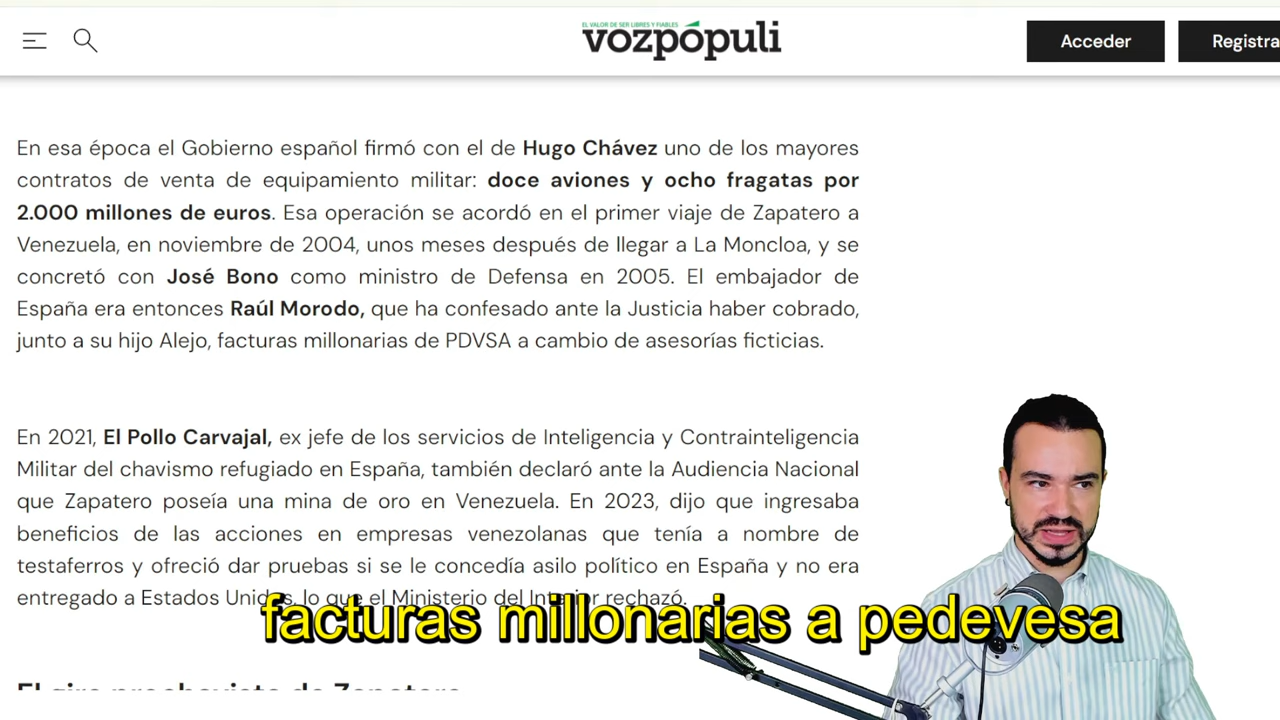 EL VALOR DE SER LIBRES Y FIABLES
vozpópuli
Acceder
Registra
En esa época el Gobierno español firmó con el de Hugo Chávez uno de los mayores
contratos de venta de equipamiento militar: doce aviones y ocho fragatas por
2.000 millones de euros. Esa operación se acordó en el primer viaje de Zapatero a
Venezuela, en noviembre de 2004, unos meses después de llegar a La Moncloa, y se
concretó con José Bono como ministro de Defensa en 2005. El embajador de
España era entonces Raúl Morodo, que ha confesado ante la Justicia haber cobrado,
junto a su hijo Alejo, facturas millonarias de PDVSA a cambio de asesorías ficticias.
En 2021, El Pollo Carvajal, ex jefe de los servicios de Inteligencia y Contrainteligencia
Militar del chavismo refugiado en España, también declaró ante la Audiencia Nacional
que Zapatero poseía una mina de oro en Venezuela. En 2023, dijo que ingresaba
beneficios de las acciones en empresas venezolanas que tenía a nombre de
testaferros y ofreció dar pruebas si se le concedía asilo político en España y no era
entregado a Estados Unidos, lo que el Ministerio del Interior rechazó.
facturas millonarias a pedevesa
El giro prochavista de Zapatero